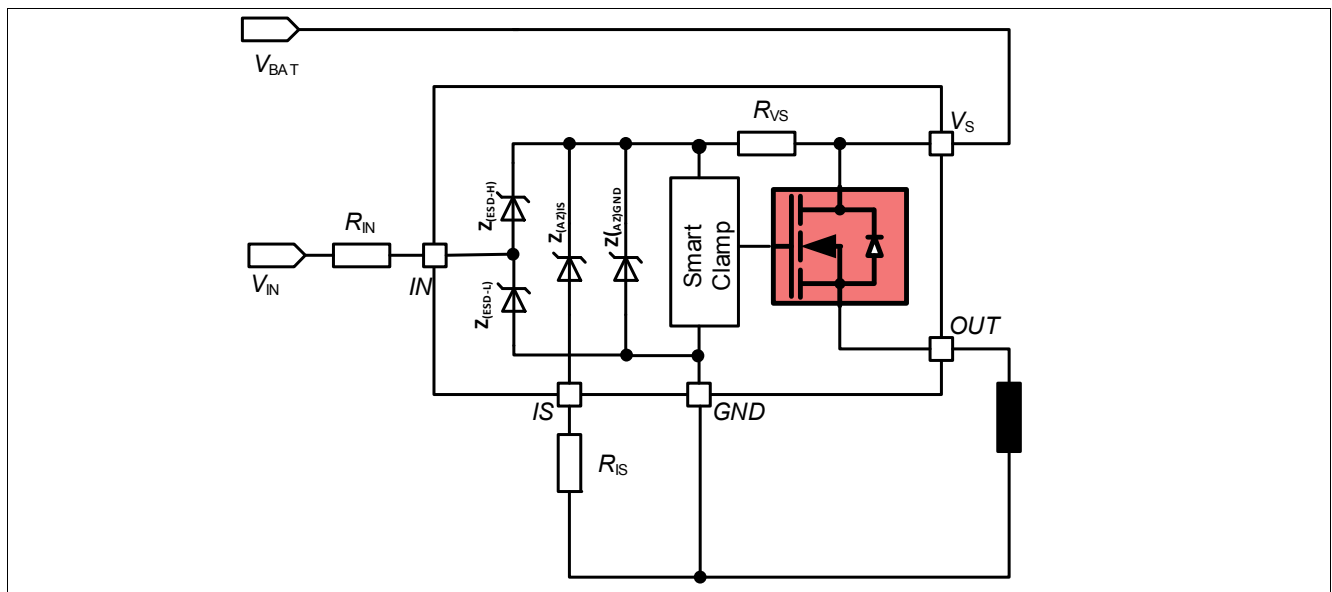 VBAT
RVS
VS
Z(ESD-H)
Z(AZ)IS
Z(AZ)GND
RIN
Smart
Clamp
VIN
IN
Z(ESD-L)
OUT
IS
GND
RIS